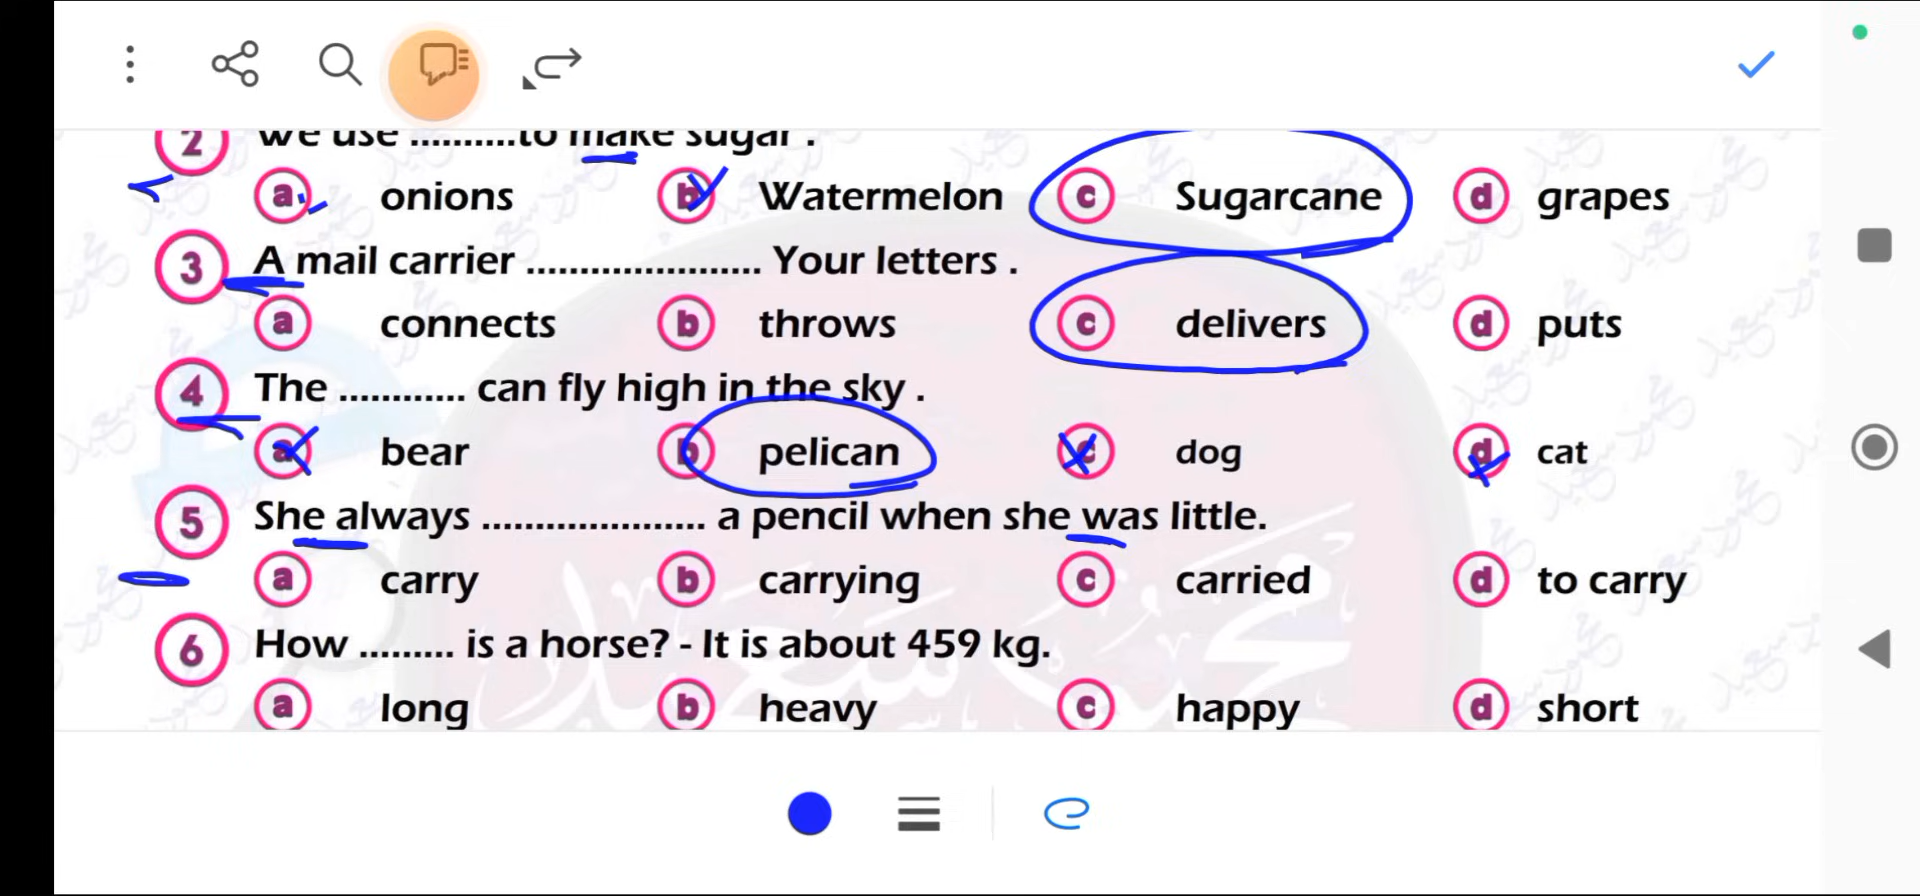 2 We use ..........to make sugar .
a onions b Watermelon c Sugarcane d grapes
3 A mail carrier ...................... Your letters .
a connects b throws c delivers d puts
4 The ............ can fly high in the sky .
a bear b pelican c dog d cat
5 She always ..................... a pencil when she was little.
a carry b carrying c carried d to carry
6 How ......... is a horse? - It is about 459 kg.
a long b heavy c happy d short